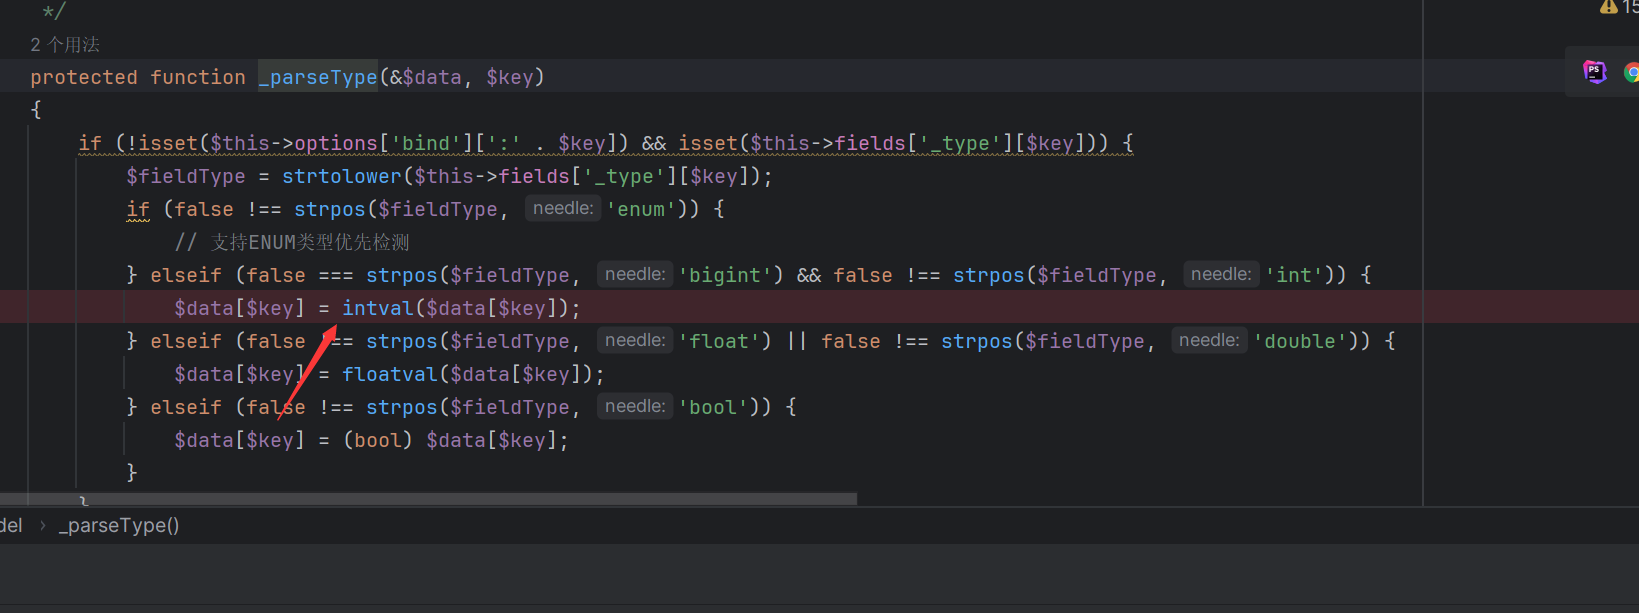 */
2 个用法
protected function _parseType(&$data, $key)
{
if (!isset($this->options['bind'][':' . $key]) && isset($this->fields['_type'][$key])) {
$fieldType = strtolower($this->fields['_type'][$key]);
if (false !== strpos($fieldType, needle: 'enum')) {
// 支持ENUM类型优先检测
} elseif (false === strpos($fieldType, needle: 'bigint') && false !== strpos($fieldType, needle: 'int')) {
$data[$key] = intval($data[$key]);
} elseif (false !== strpos($fieldType, needle: 'float') || false !== strpos($fieldType, needle: 'double')) {
$data[$key] = floatval($data[$key]);
} elseif (false !== strpos($fieldType, needle: 'bool')) {
$data[$key] = (bool) $data[$key];
}
}
del › _parseType()
15
PS